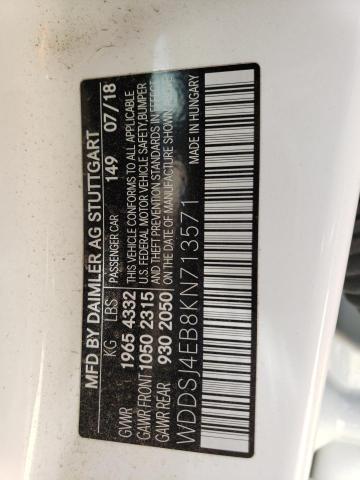 MFD BY DAIMLER AG STUTTGART
KG LBS PASSENGER CAR 149 07/18
GVWR 1965 4332 THIS VEHICLE CONFORMS TO ALL APPLICABLE
GAWR FRONT 1050 2315 U.S. FEDERAL MOTOR VEHICLE SAFETY, BUMPER
GAWR REAR 930 2050 AND THEFT PREVENTION STANDARDS IN EFFECT
ON THE DATE OF MANUFACTURE SHOWN
WDDSJ4EB8KN713571 MADE IN HUNGARY